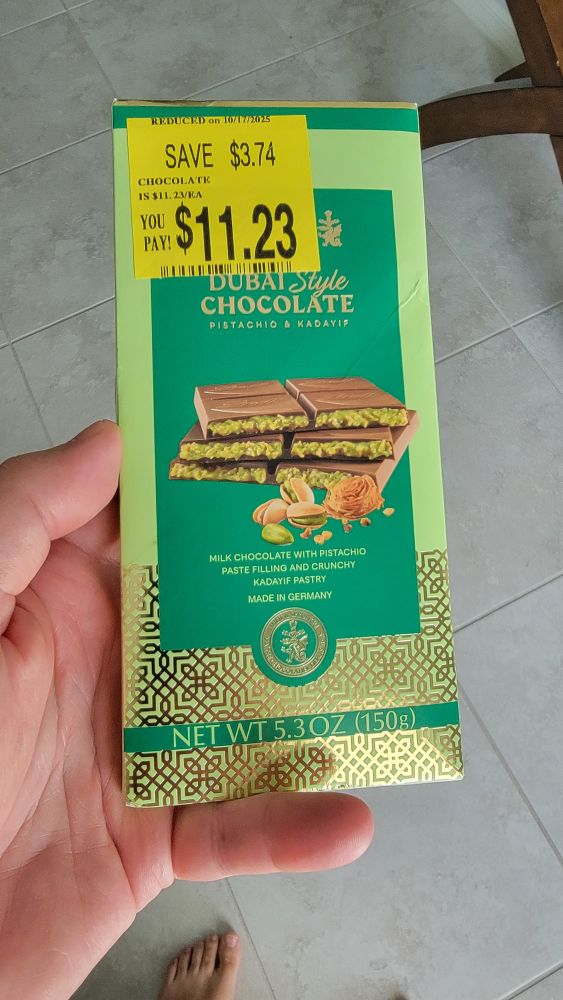 REDUCED on 10/17/2025
SAVE $3.74
CHOCOLATE
IS $11.23/EA
YOU PAY! $11.23
DUBAI Style
CHOCOLATE
PISTACHIO & KADAYIF
MILK CHOCOLATE WITH PISTACHIO
PASTE FILLING AND CRUNCHY
KADAYIF PASTRY
MADE IN GERMANY
NET WT 5.3 OZ (150g)